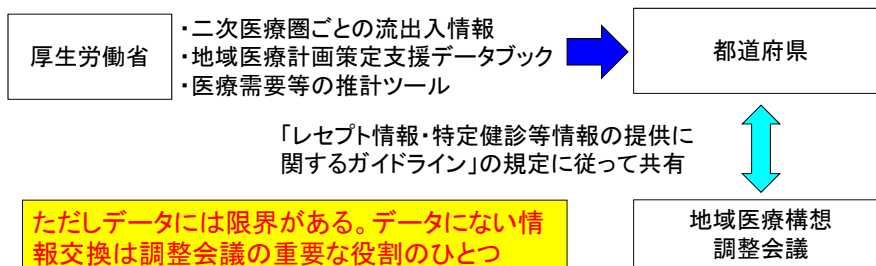 厚生労働省
・二次医療圏ごとの流出入情報
・地域医療計画策定支援データブック
・医療需要等の推計ツール
都道府県
「レセプト情報・特定健診等情報の提供に
関するガイドライン」の規定に従って共有
ただしデータには限界がある。データにない情
報交換は調整会議の重要な役割のひとつ
地域医療構想
調整会議